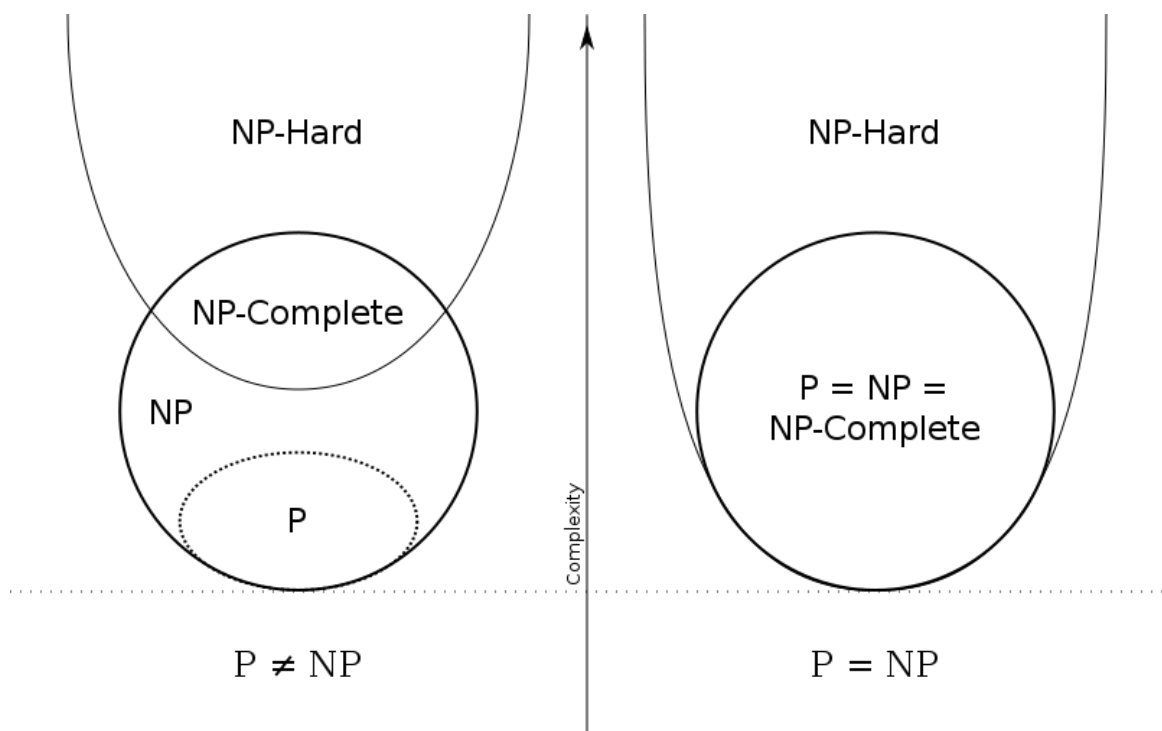 NP-Hard
NP-Complete
NP
P
P ≠ NP
Complexity
NP-Hard
P = NP =
NP-Complete
P = NP